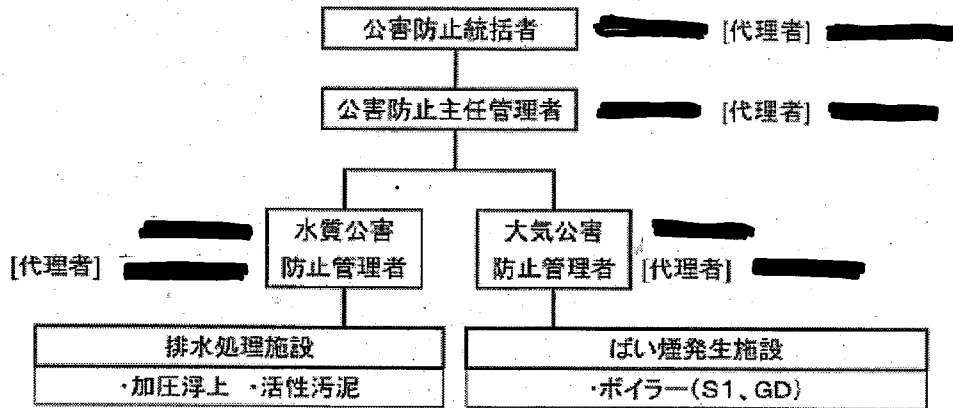 公害防止統括者 [代理者]
公害防止主任管理者 [代理者]
水質公害
防止管理者
[代理者]
大気公害
防止管理者
[代理者]
排水処理施設
・加圧浮上 ・活性汚泥
ばい煙発生施設
・ボイラー(S1、GD)